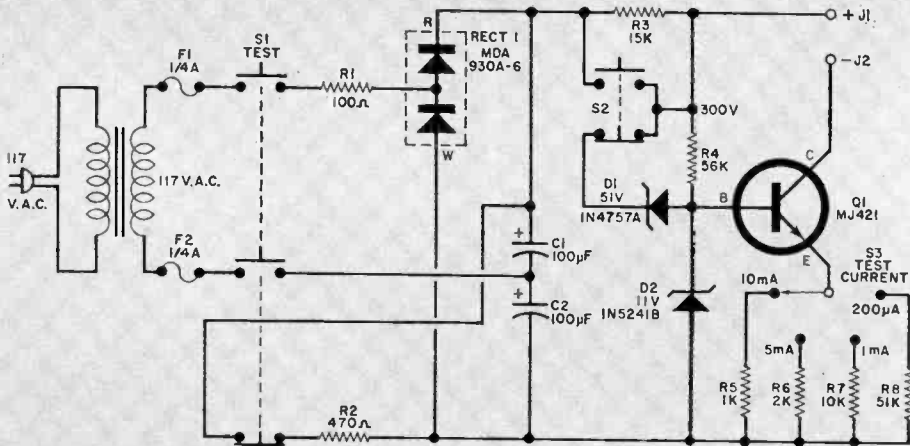 117
V.A.C.
117 V.A.C.
F1
1/4A
F2
1/4A
S1
TEST
R1
100Ω
R
RECT 1
MDA
930A-6
W
R2
470Ω
+
C1
100µF
+
C2
100µF
R3
15K
S2
300V
R4
56K
D1
51V
1N4757A
D2
11V
1N5241B
B
C
E
Q1
MJ421
+ J1
- J2
S3
TEST
CURRENT
10mA
200µA
5mA
1mA
R5
1K
R6
2K
R7
10K
R8
51K